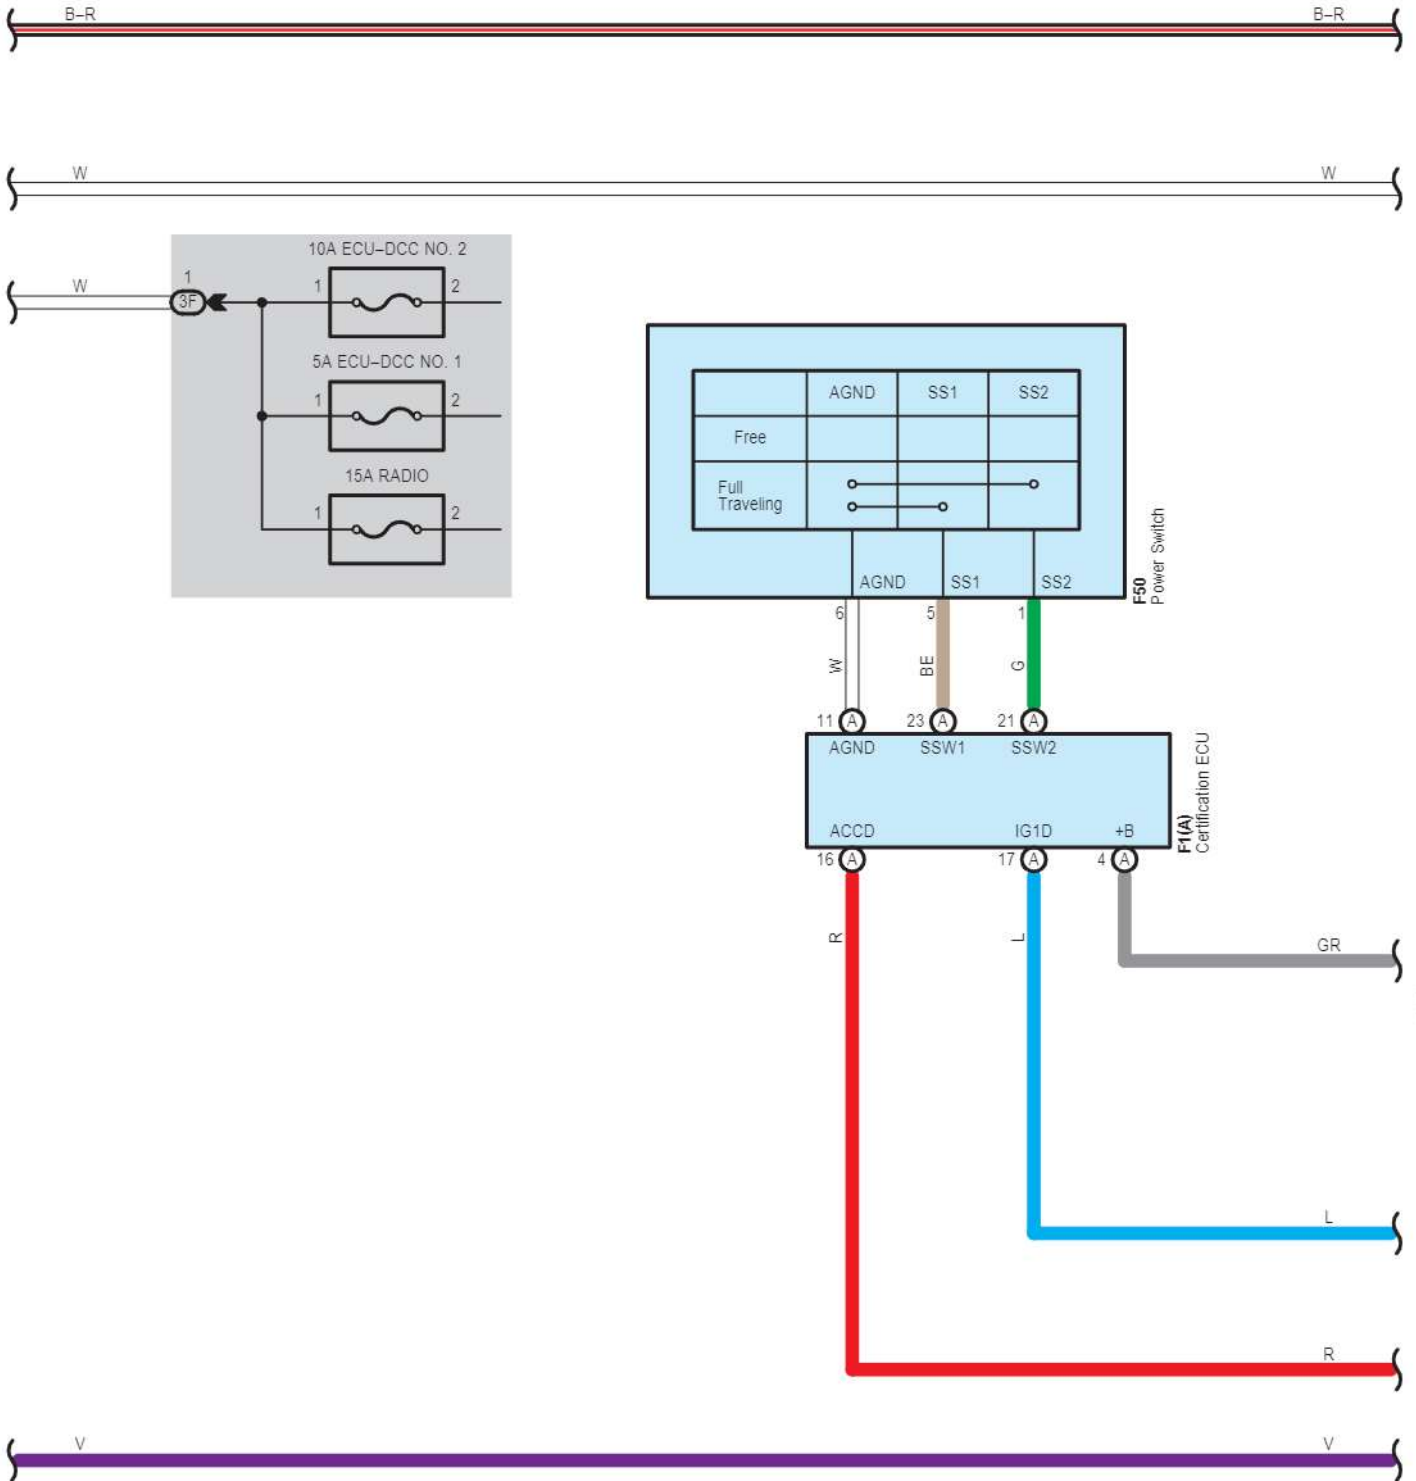 B–R B–R
W W
10A ECU–DCC NO. 2
W 1 3F 1 2
5A ECU–DCC NO. 1
1 2
15A RADIO
1 2
AGND SS1 SS2
Free
Full
Traveling
AGND SS1 SS2
F50
Power Switch
6 5 1
W BE G
11 A 23 A 21 A
AGND SSW1 SSW2
ACCD IG1D +B
F1(A)
Certification ECU
16 A 17 A 4 A
R L GR
L
R
V V